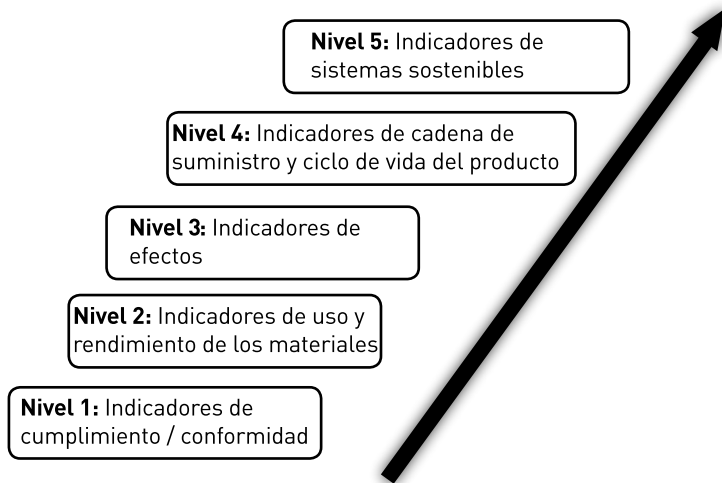 Nivel 5: Indicadores de
sistemas sostenibles
Nivel 4: Indicadores de cadena de
suministro y ciclo de vida del producto
Nivel 3: Indicadores de
efectos
Nivel 2: Indicadores de uso y
rendimiento de los materiales
Nivel 1: Indicadores de
cumplimiento / conformidad